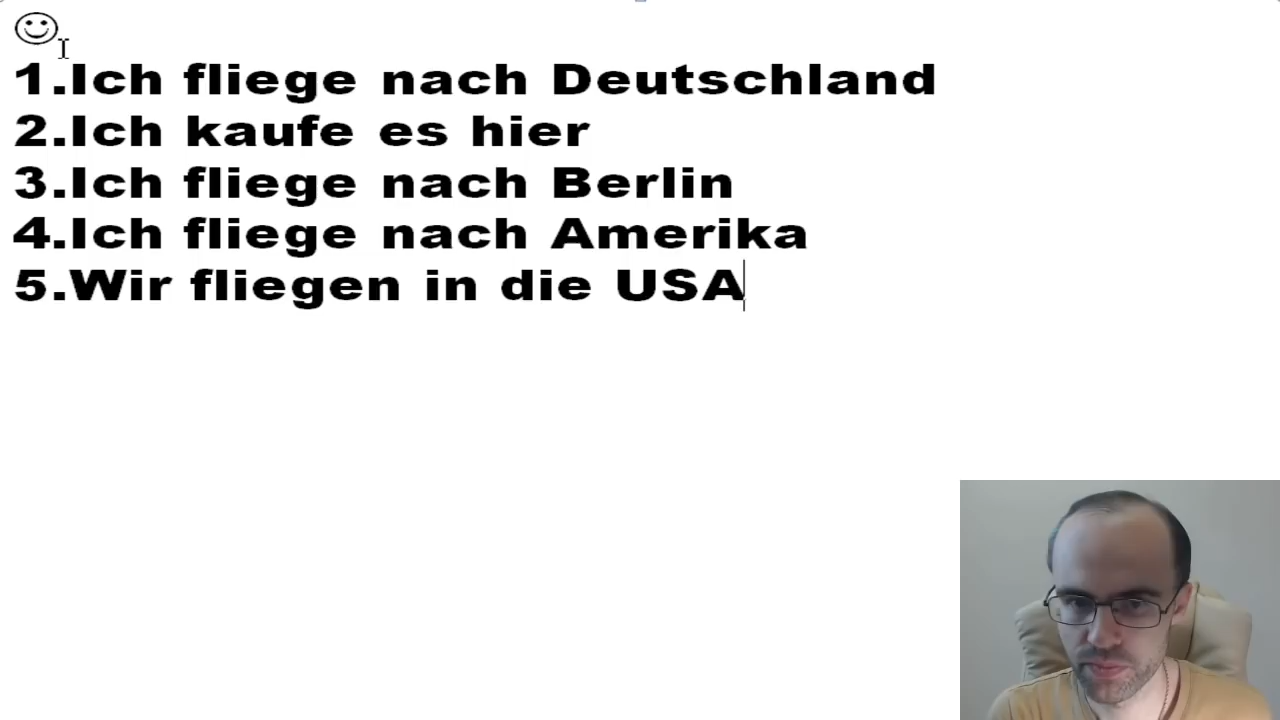 1.Ich fliege nach Deutschland
2.Ich kaufe es hier
3.Ich fliege nach Berlin
4.Ich fliege nach Amerika
5.Wir fliegen in die USA